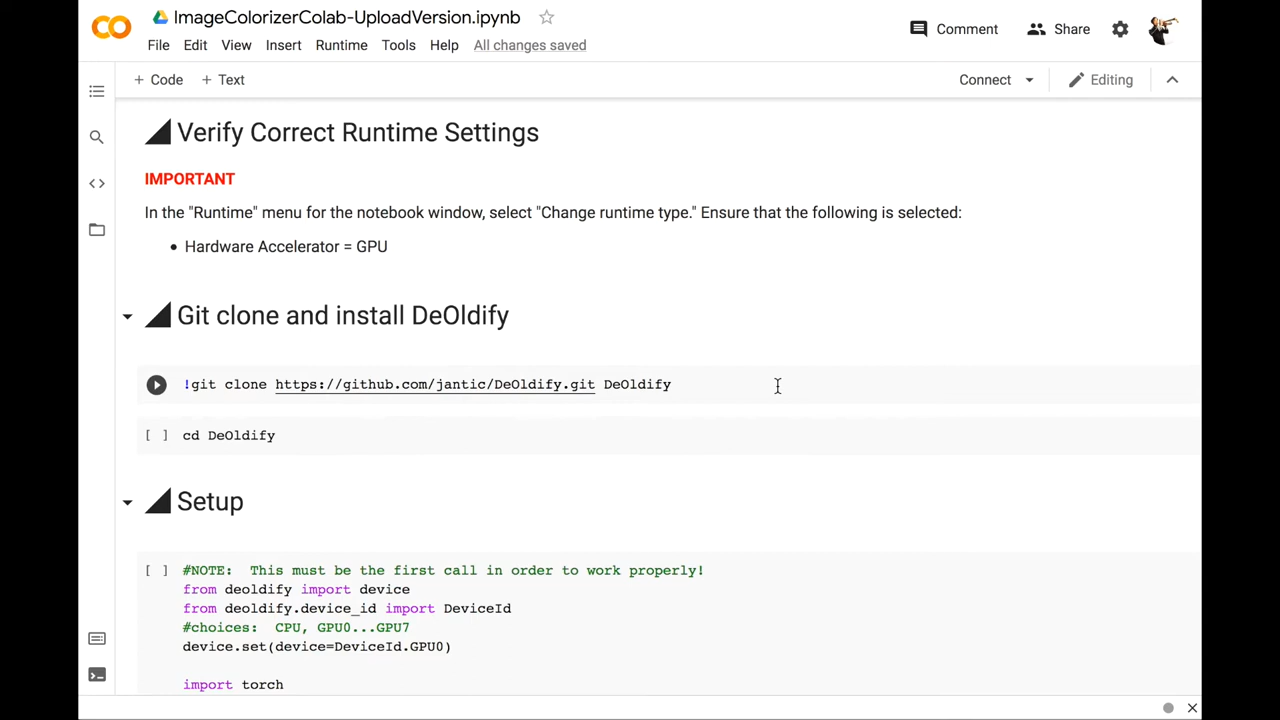 ImageColorizerColab-UploadVersion.ipynb
File Edit View Insert Runtime Tools Help All changes saved
Comment Share
+ Code + Text
Connect Editing
Verify Correct Runtime Settings
IMPORTANT
In the "Runtime" menu for the notebook window, select "Change runtime type." Ensure that the following is selected:
• Hardware Accelerator = GPU
Git clone and install DeOldify
!git clone https://github.com/jantic/DeOldify.git DeOldify
[ ] cd DeOldify
Setup
[ ] #NOTE:  This must be the first call in order to work properly!
from deoldify import device
from deoldify.device_id import DeviceId
#choices:  CPU, GPU0...GPU7
device.set(device=DeviceId.GPU0)
import torch